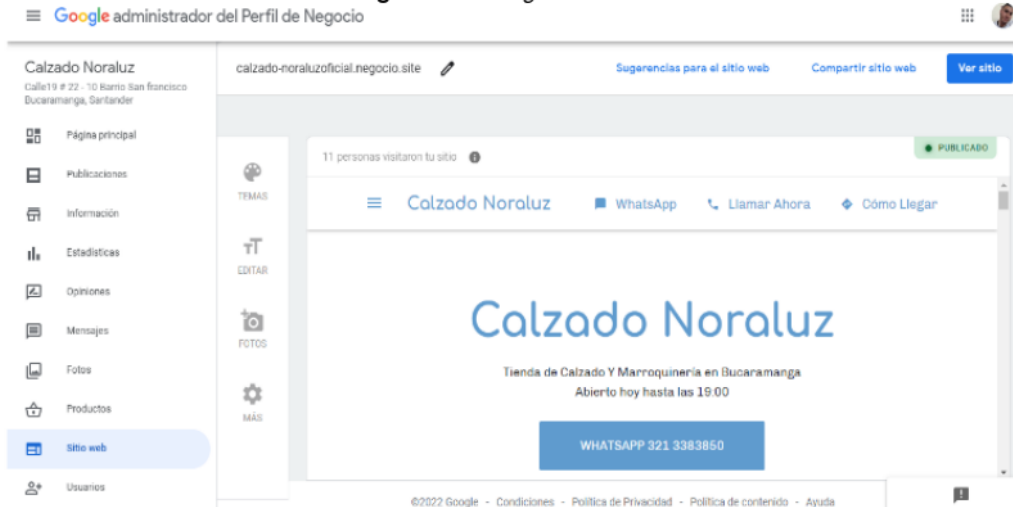 Google administrador del Perfil de Negocio
Calzado Noraluz
Calle19 # 22 - 10 Barrio San francisco
Bucaramanga, Santander
Página principal
Publicaciones
Información
Estadísticas
Opiniones
Mensajes
Fotos
Productos
Sitio web
Usuarios
calzado-noraluzoficial.negocio.site
Sugerencias para el sitio web
Compartir sitio web
Ver sitio
TEMAS
EDITAR
FOTOS
MÁS
11 personas visitaron tu sitio
PUBLICADO
Calzado Noraluz
WhatsApp
Llamar Ahora
Cómo Llegar
Calzado Noraluz
Tienda de Calzado Y Marroquinería en Bucaramanga
Abierto hoy hasta las 19:00
WHATSAPP 321 3383850
©2022 Google - Condiciones - Política de Privacidad - Política de contenido - Ayuda